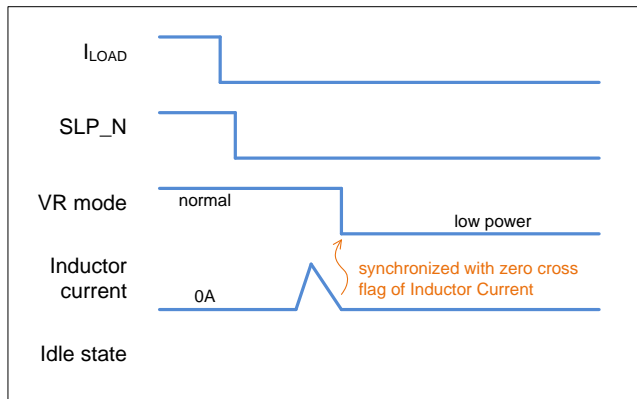 ILOAD
SLP_N
VR mode
normal
low power
Inductor
current
0A
synchronized with zero cross
flag of Inductor Current
Idle state